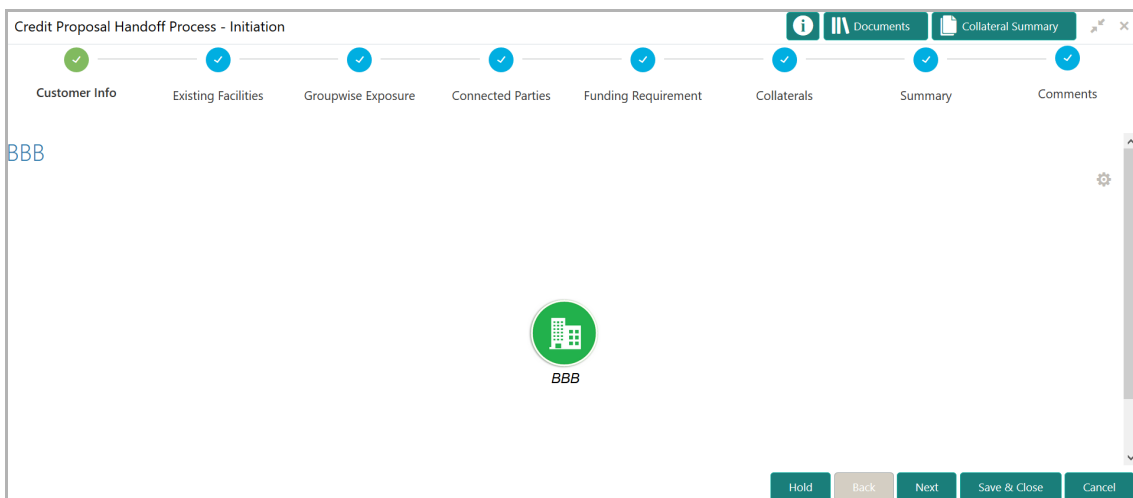 Credit Proposal Handoff Process - Initiation
Documents
Collateral Summary
Customer Info
Existing Facilities
Groupwise Exposure
Connected Parties
Funding Requirement
Collaterals
Summary
Comments
BBB
BBB
Hold
Back
Next
Save & Close
Cancel